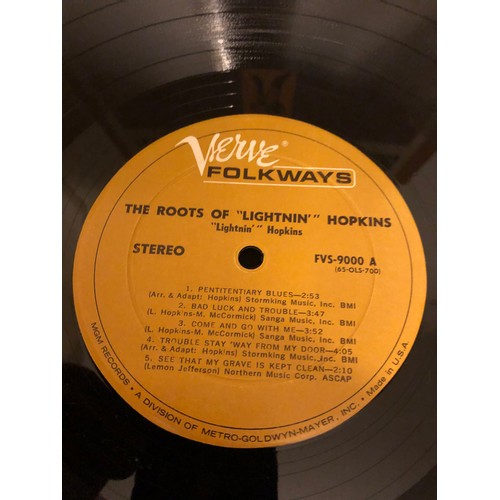 Verve®
FOLKWAYS
THE ROOTS OF "LIGHTNIN'" HOPKINS
"Lightnin'" Hopkins
STEREO
FVS-9000 A
(65-OLS-700)
1. PENTITENTIARY BLUES—2:53
(Arr. & Adapt: Hopkins) Stormking Music, Inc. BMI
2. BAD LUCK AND TROUBLE—3:47
(L. Hopkins-M. McCormick) Sanga Music, Inc. BMI
3. COME AND GO WITH ME—3:52
(L. Hopkins-M. McCormick) Sanga Music, Inc. BMI
4. TROUBLE STAY 'WAY FROM MY DOOR—4:05
(Arr. & Adapt: Hopkins) Stormking Music, Inc. BMI
5. SEE THAT MY GRAVE IS KEPT CLEAN—2:10
(Lemon Jefferson) Northern Music Corp. ASCAP
MGM RECORDS • A DIVISION OF METRO-GOLDWYN-MAYER, INC. • Made in U.S.A.